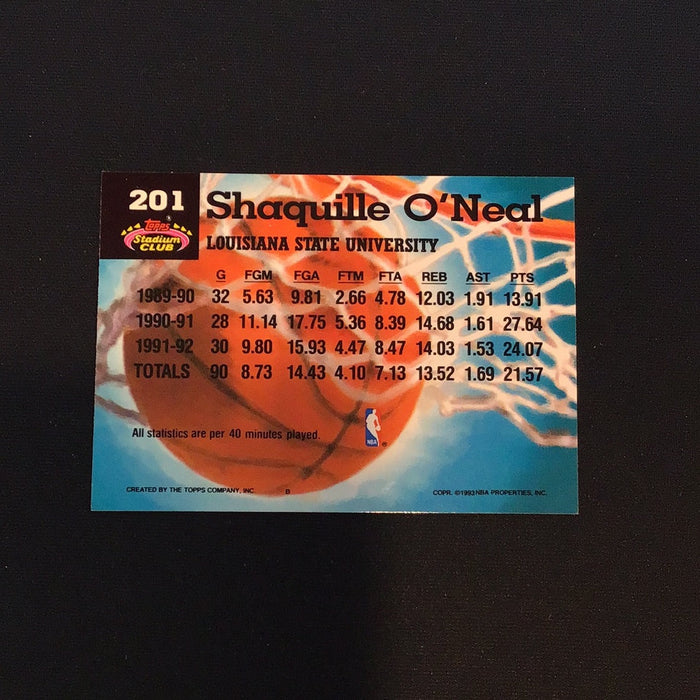 201 Shaquille O'Neal
Topps
Stadium
CLUB
LOUISIANA STATE UNIVERSITY
G FGM FGA FTM FTA REB AST PTS
1989-90 32 5.63 9.81 2.66 4.78 12.03 1.91 13.91
1990-91 28 11.14 17.75 5.36 8.39 14.68 1.61 27.64
1991-92 30 9.80 15.93 4.47 8.47 14.03 1.53 24.07
TOTALS 90 8.73 14.43 4.10 7.13 13.52 1.69 21.57
All statistics are per 40 minutes played.
NBA ®
CREATED BY THE TOPPS COMPANY, INC B COPR. ©1993 NBA PROPERTIES, INC.